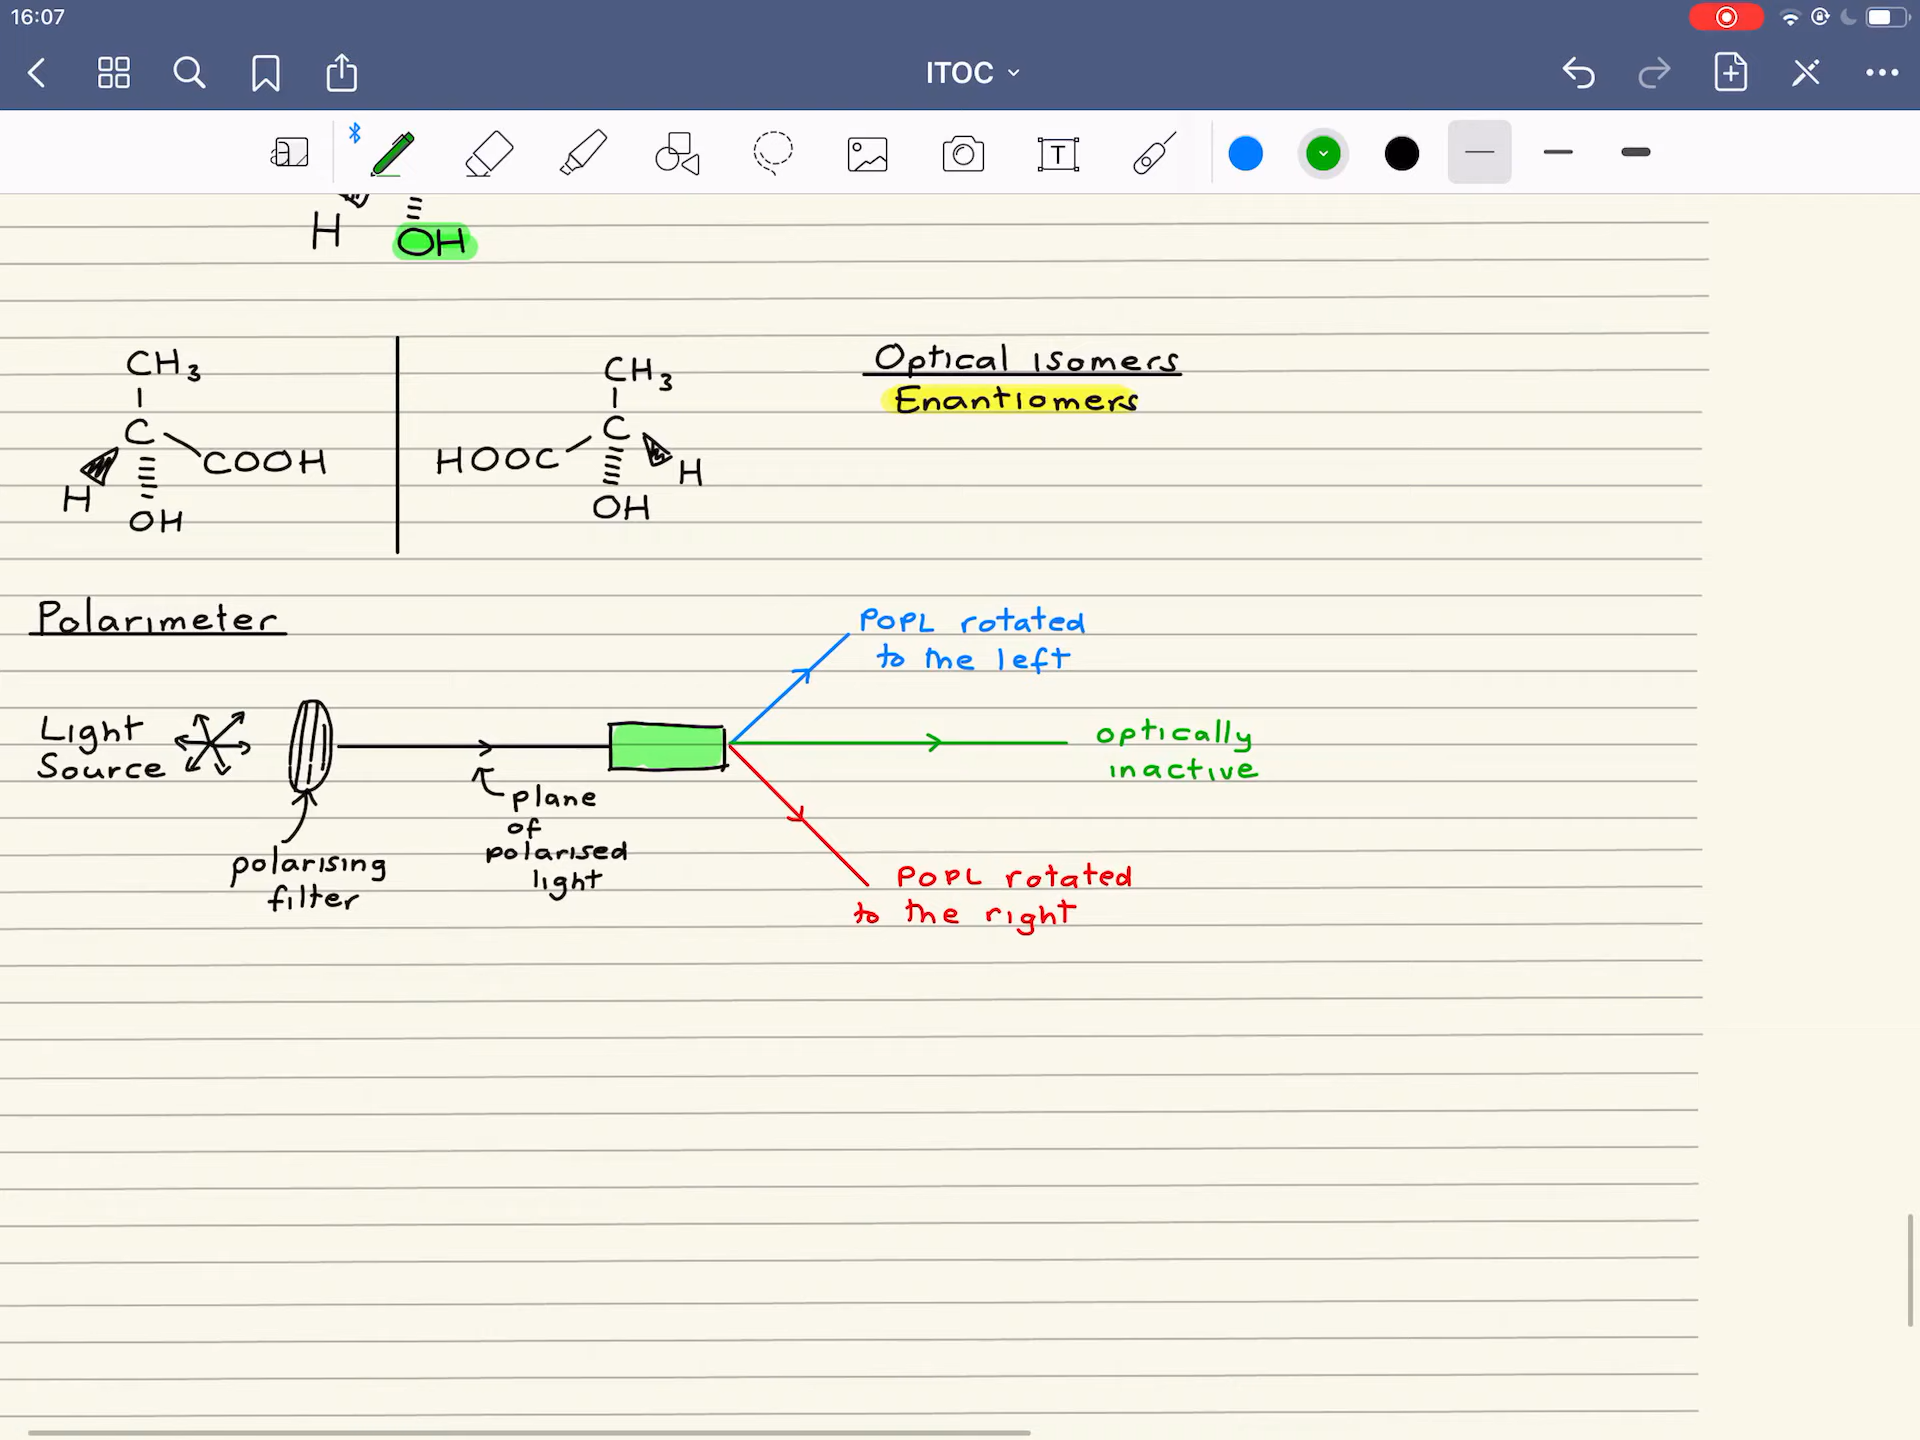 16:07
ITOC
T
H
OH
CH3
C
COOH
H
OH
CH3
C
HOOC
H
OH
Optical isomers
Enantiomers
Polarimeter
Light
Source
polarising
filter
plane
of
polarised
light
POPL rotated
to the left
optically
inactive
POPL rotated
to the right